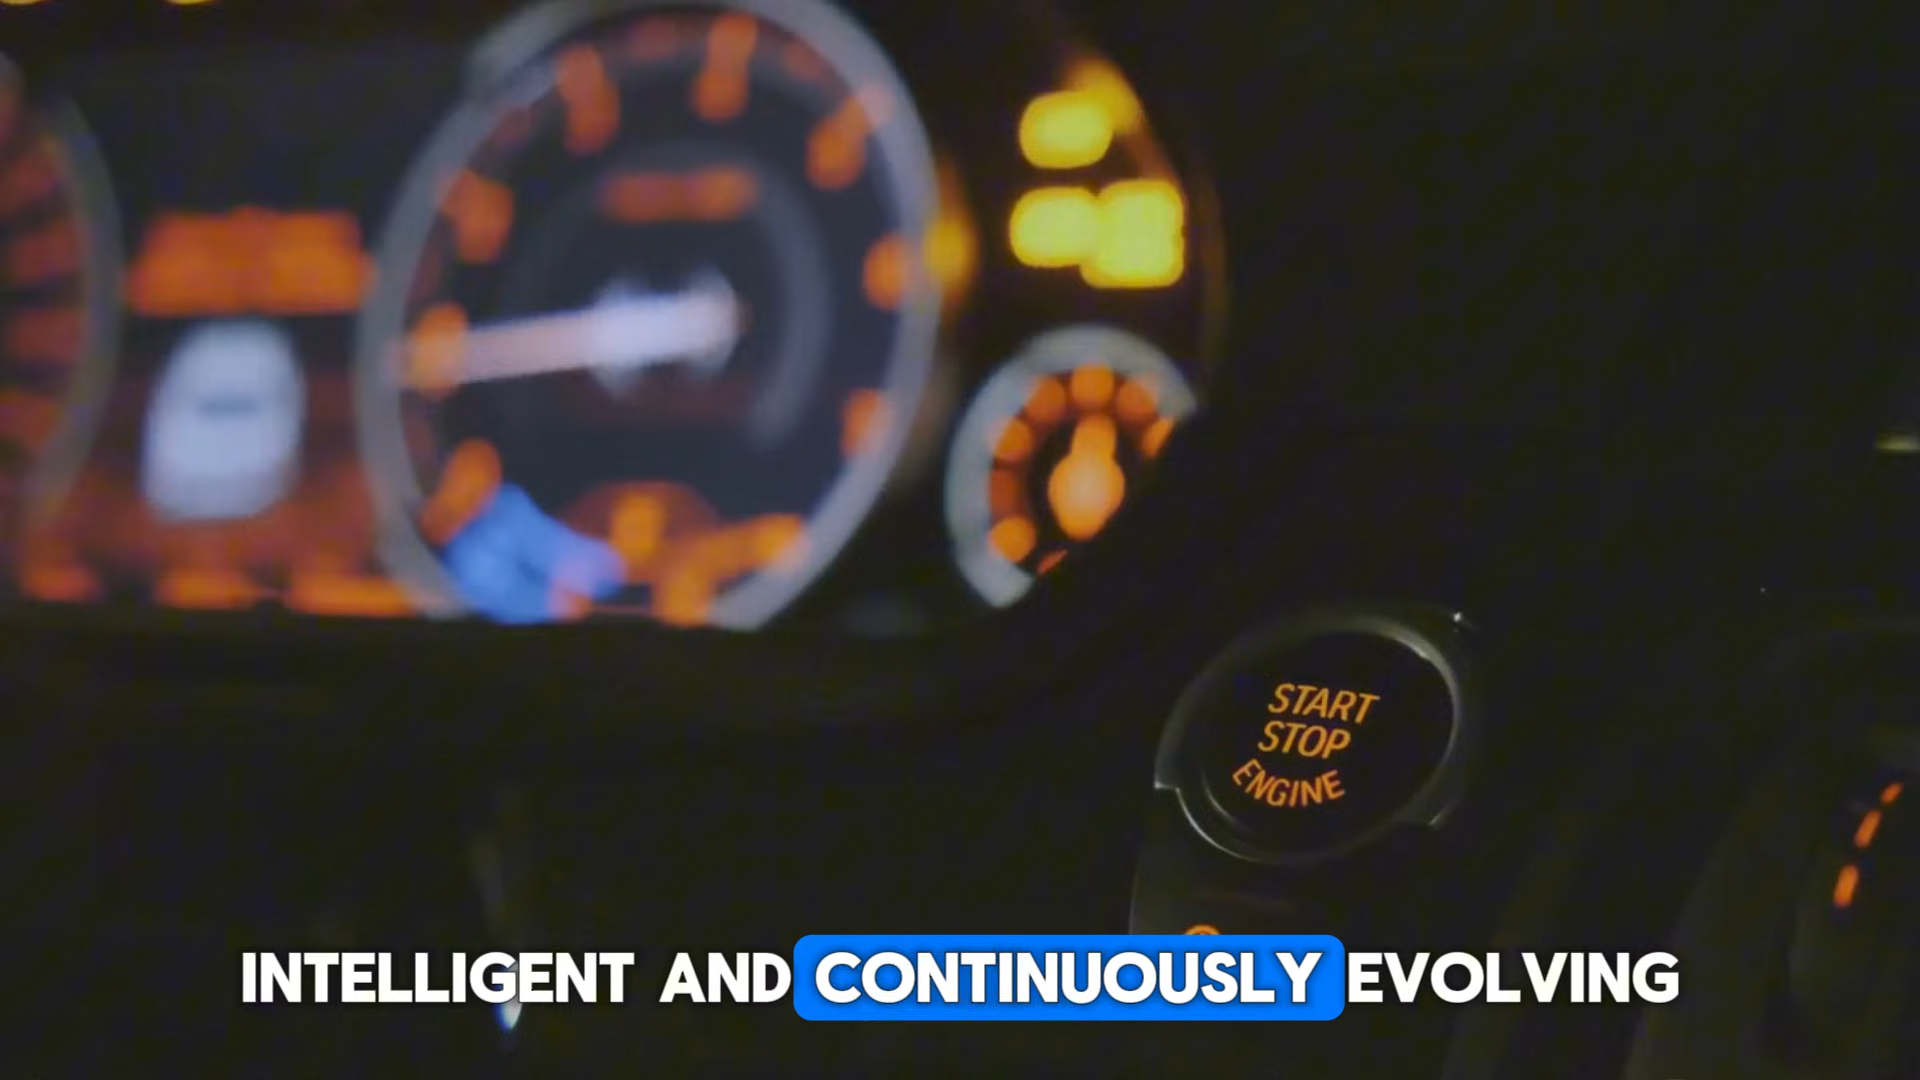 START
STOP
ENGINE
INTELLIGENT AND CONTINUOUSLY EVOLVING